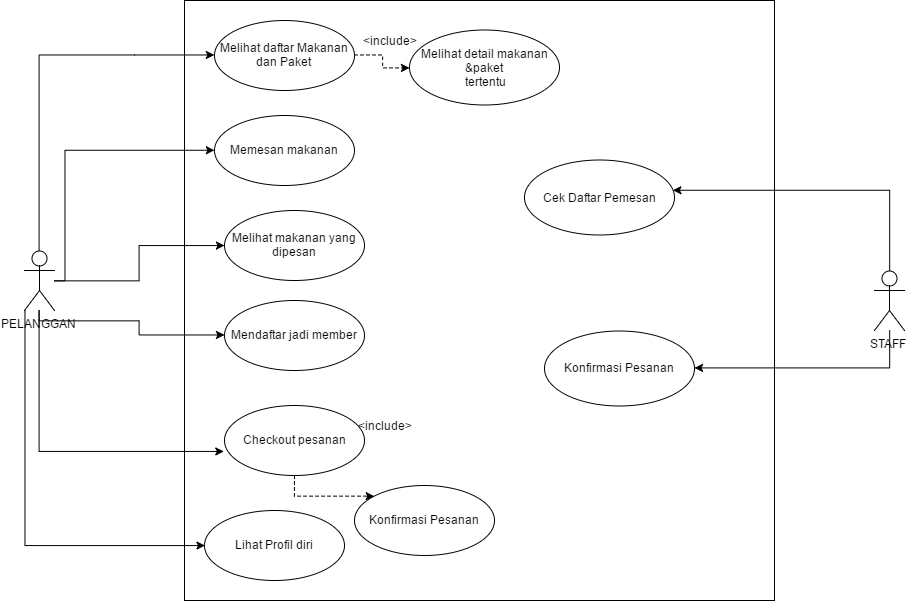 Melihat daftar Makanan
dan Paket
<include>
Melihat detail makanan
&paket
tertentu
Memesan makanan
Cek Daftar Pemesan
Melihat makanan yang
dipesan
PELANGGAN
Mendaftar jadi member
STAFF
Konfirmasi Pesanan
Checkout pesanan
<include>
Konfirmasi Pesanan
Lihat Profil diri